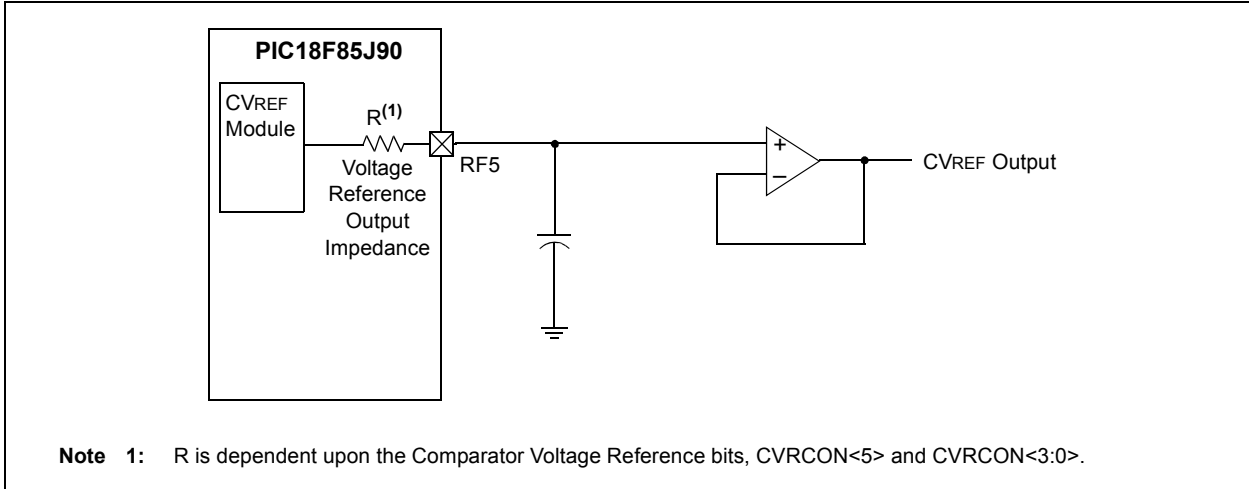 PIC18F85J90
CVREF
Module
R(1)
Voltage
Reference
Output
Impedance
RF5
+
–
CVREF Output
Note 1: R is dependent upon the Comparator Voltage Reference bits, CVRCON<5> and CVRCON<3:0>.